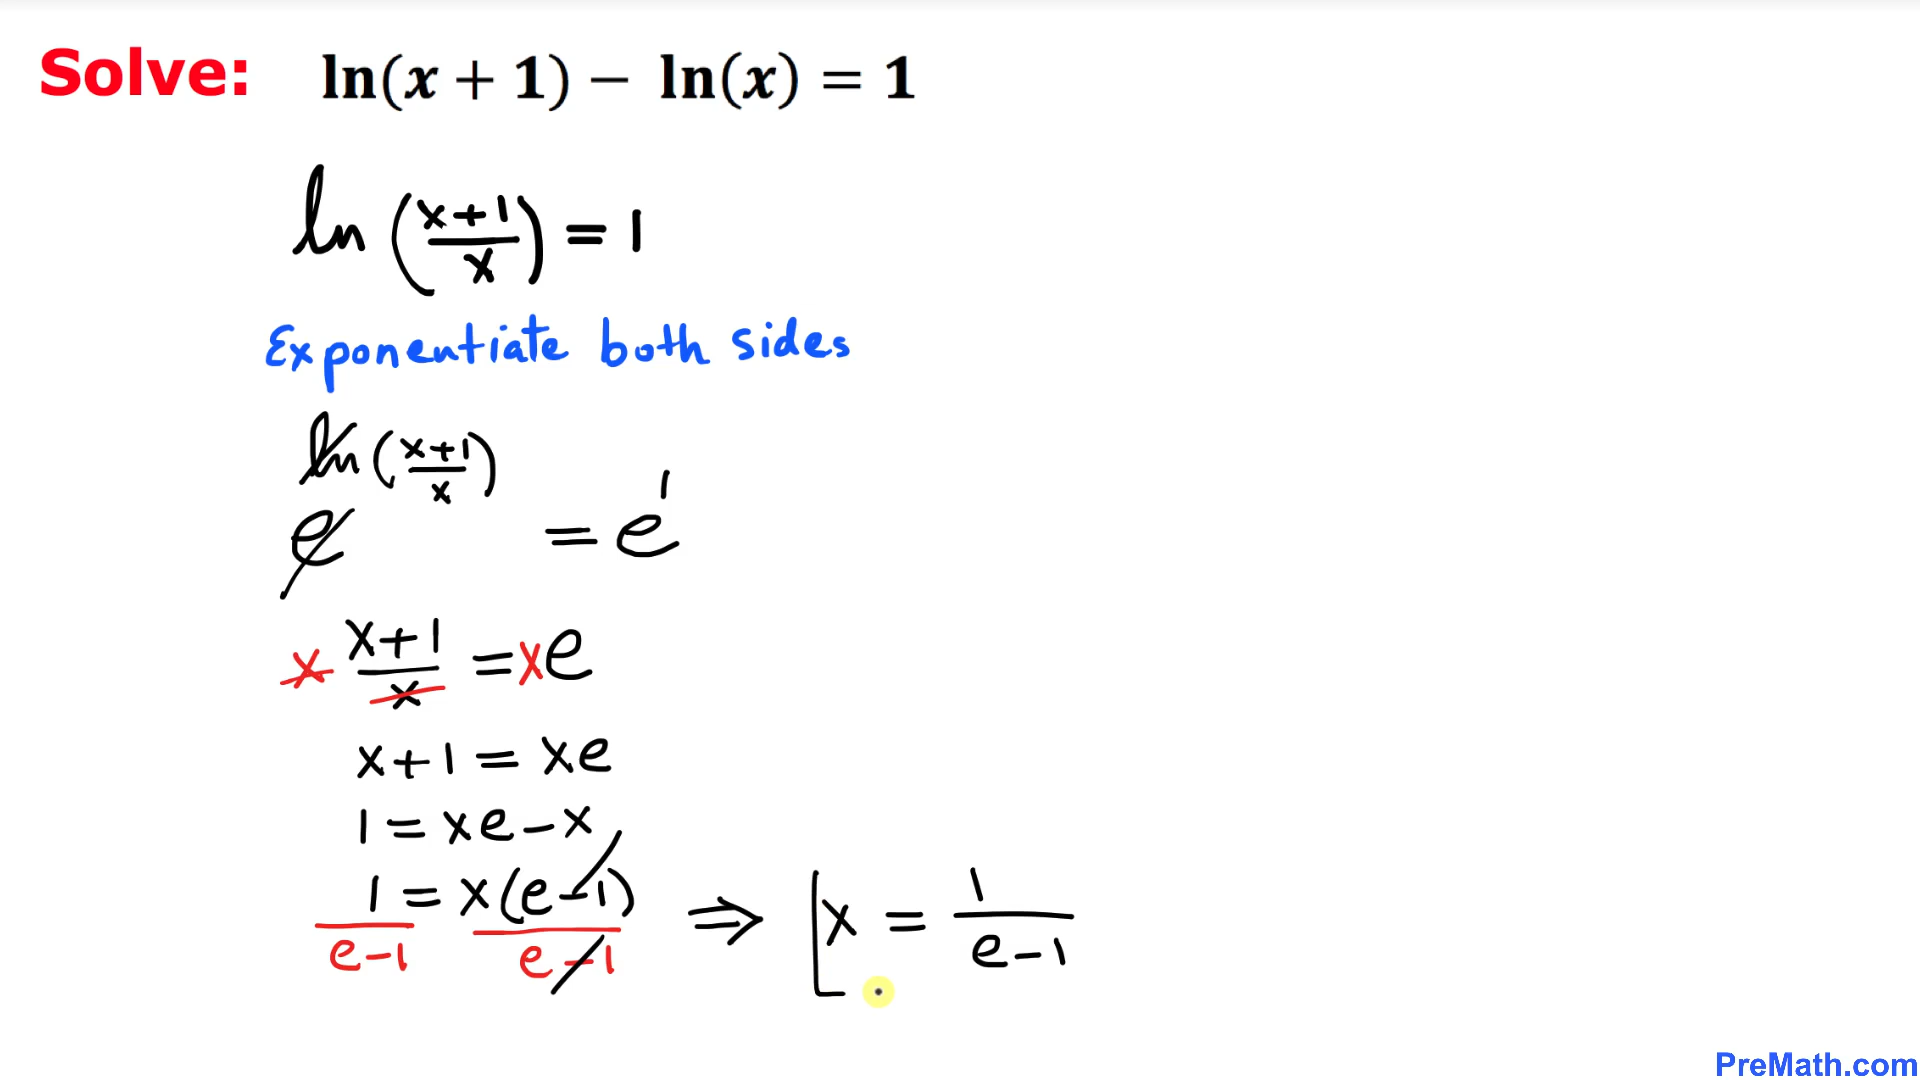 Solve: ln(x + 1) − ln(x) = 1
ln((x+1)/x) = 1
Exponentiate both sides
e^(ln((x+1)/x)) = e^1
x (x+1)/x = xe
x+1 = xe
1 = xe − x
1/(e−1) = x(e−1)/(e−1) ⇒ x = 1/(e−1)
PreMath.com